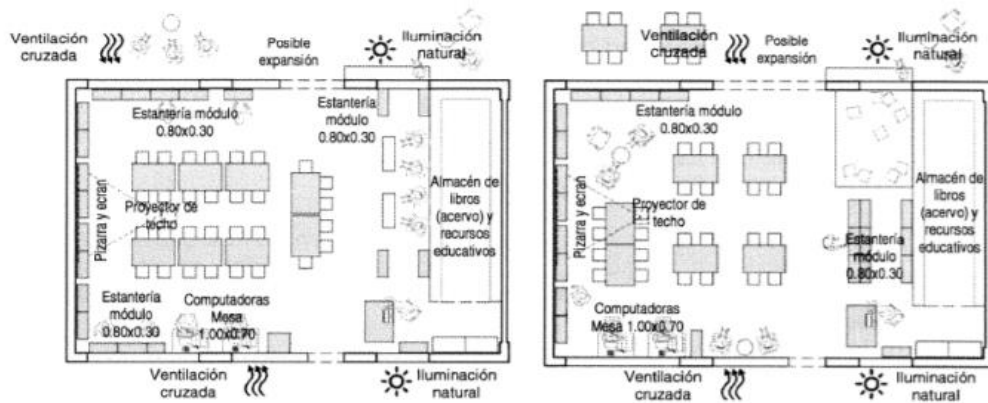 Ventilación
cruzada
Posible
expansión
Iluminación
natural
Estantería módulo
0.80x0.30
Estantería
módulo
0.80x0.30
Pizarra y ecran
Proyector de
techo
Almacén de
libros
(acervo) y
recursos
educativos
Estantería
módulo
0.80x0.30
Computadoras
Mesa
1.00x0.70
Ventilación
cruzada
Iluminación
natural
Ventilación
cruzada
Posible
expansión
Iluminación
natural
Estantería módulo
0.80x0.30
Pizarra y ecran
Proyector de
techo
Almacén de
libros
(acervo) y
recursos
educativos
Estantería
módulo
0.80x0.30
Computadoras
Mesa 1.00x0.70
Ventilación
cruzada
Iluminación
natural